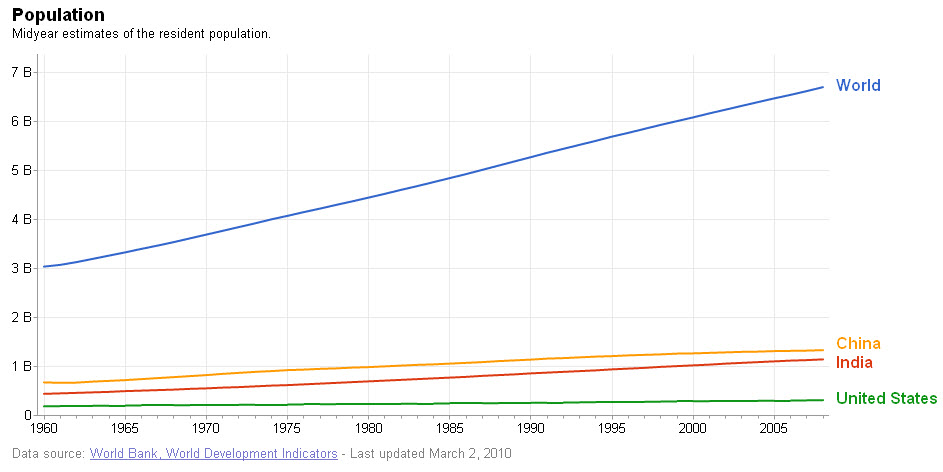 Population
Midyear estimates of the resident population.
7 B
World
6 B
5 B
4 B
3 B
2 B
China
India
1 B
United States
0
1960 1965 1970 1975 1980 1985 1990 1995 2000 2005
Data source: World Bank, World Development Indicators - Last updated March 2, 2010